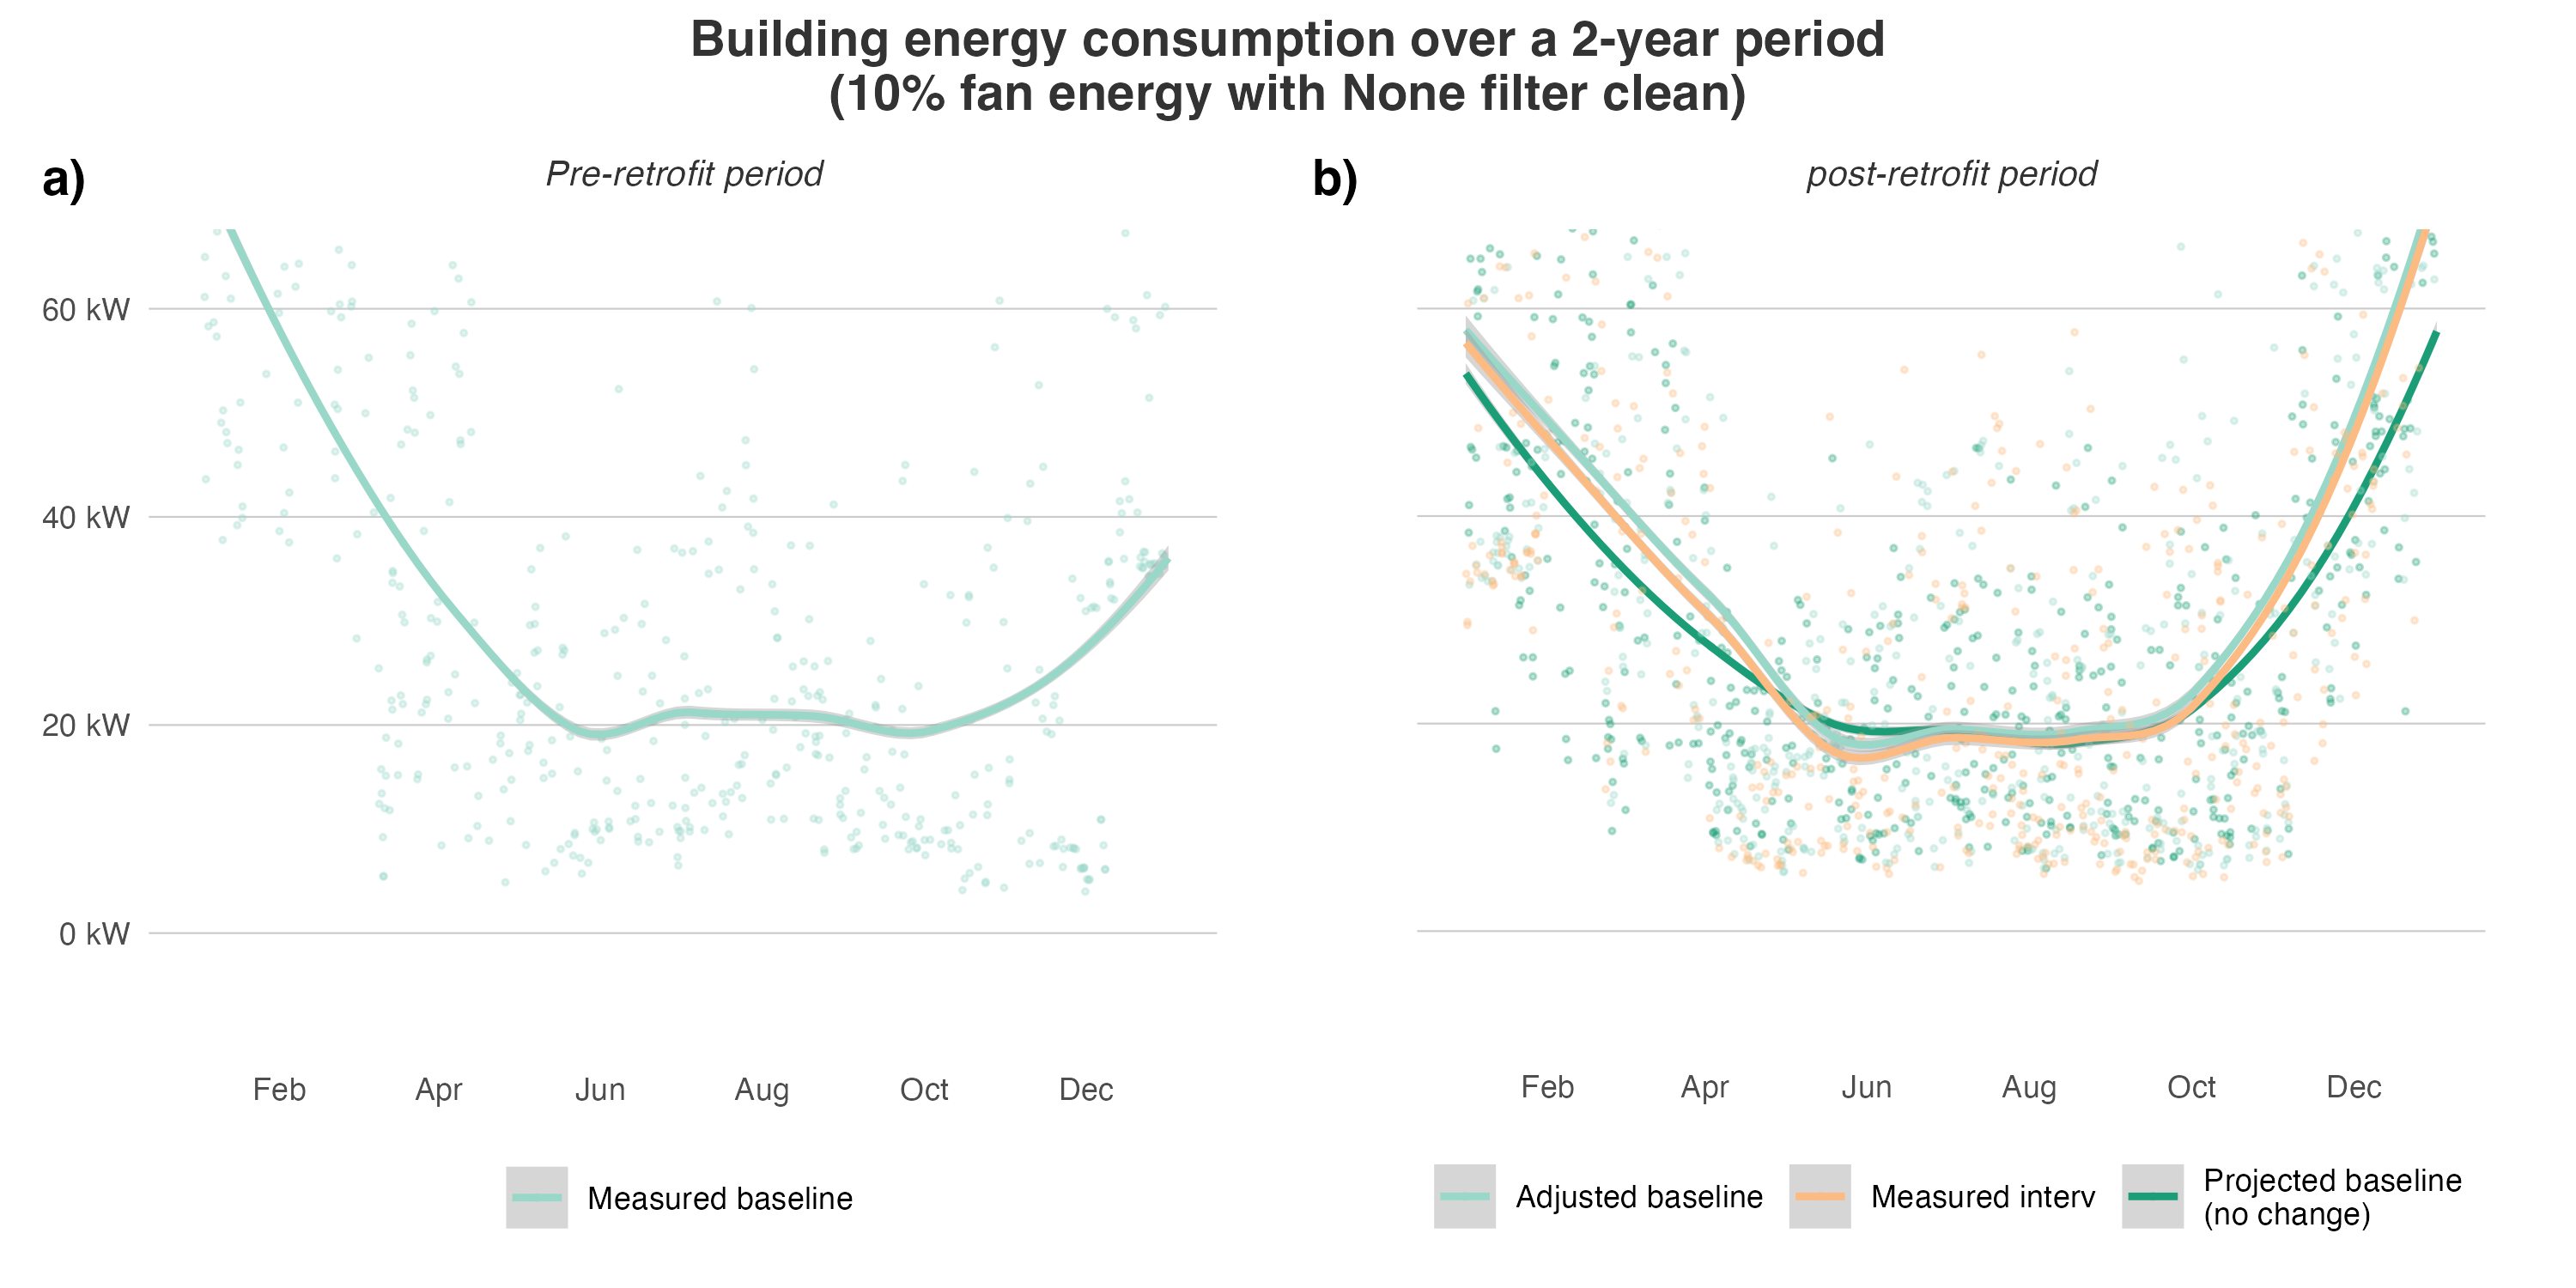 Building energy consumption over a 2-year period
(10% fan energy with None filter clean)
a)
Pre-retrofit period
60 kW
40 kW
20 kW
0 kW
Feb Apr Jun Aug Oct Dec
Measured baseline
b)
post-retrofit period
Feb Apr Jun Aug Oct Dec
Adjusted baseline
Measured interv
Projected baseline
(no change)